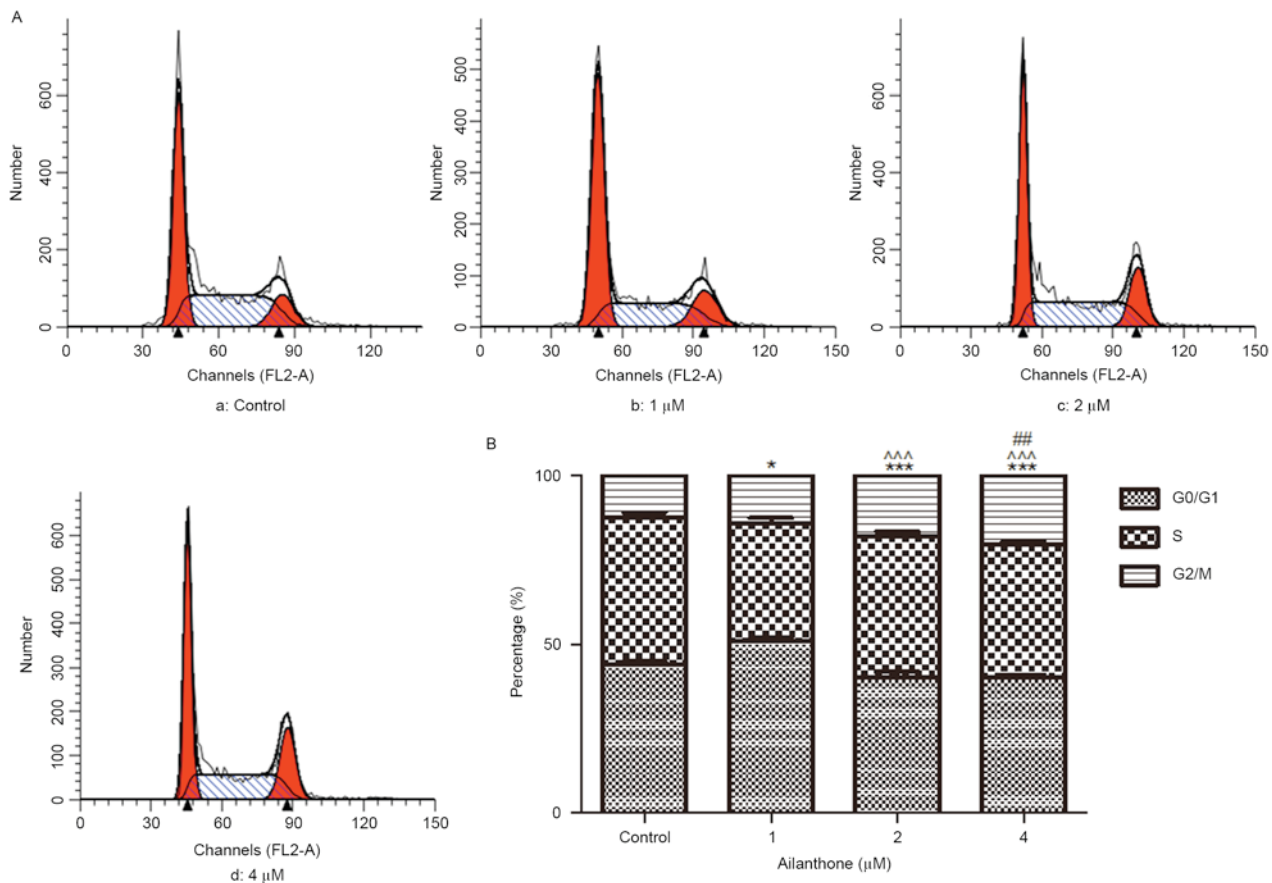 A
Number
600
400
200
0
0 30 60 90 120
Channels (FL2-A)
a: Control
Number
500
400
300
200
100
0
0 30 60 90 120 150
Channels (FL2-A)
b: 1 μM
Number
600
400
200
0
0 60 90 120 150
Channels (FL2-A)
c: 2 μM
Number
600
500
400
300
200
100
0
0 30 60 90 120 150
Channels (FL2-A)
d: 4 μM
B
##
^^^ ^^^
* *** ***
Percentage (%)
100
50
0
Control 1 2 4
Ailanthone (μM)
G0/G1
S
G2/M